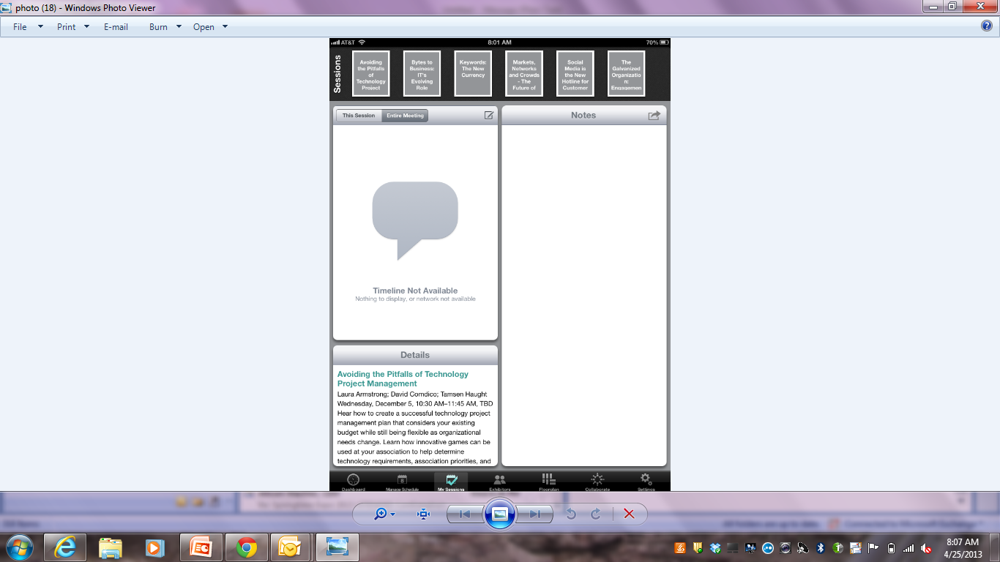 photo (18) - Windows Photo Viewer
File Print E-mail Burn Open
AT&T 8:01 AM 70%
Sessions
Avoiding
the Pitfalls
of
Technology
Project
Bytes to
Business:
IT's
Evolving
Role
Keywords:
The New
Currency
Markets,
Networks
and Crowds
- The
Future of
Social
Media is
the New
Hotline for
Customer
The
Galvanized
Organizatio
n:
Engagemen
This Session Entire Meeting
Notes
Timeline Not Available
Nothing to display, or network not available
Details
Avoiding the Pitfalls of Technology
Project Management
Laura Armstrong; David Comdico; Tamsen Haught
Wednesday, December 5, 10:30 AM–11:45 AM, TBD
Hear how to create a successful technology project
management plan that considers your existing
budget while still being flexible as organizational
needs change. Learn how innovative games can be
used at your association to help determine
technology requirements, association priorities, and
Dashboard Manage Schedule My Sessions Exhibitors Floorplan Collaborate Settings
8:07 AM
4/25/2013